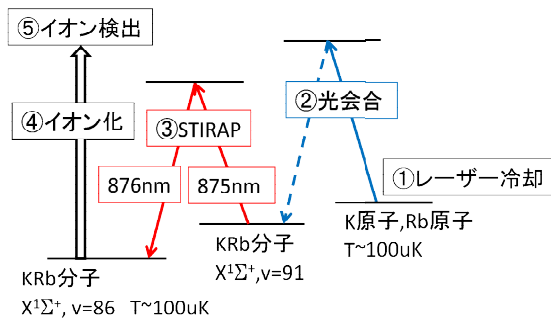 ⑤イオン検出
②光会合
④イオン化
③STIRAP
①レーザー冷却
876nm
875nm
K原子,Rb原子
T~100uK
KRb分子
X¹Σ⁺,v=91
KRb分子
X¹Σ⁺, v=86 T~100uK